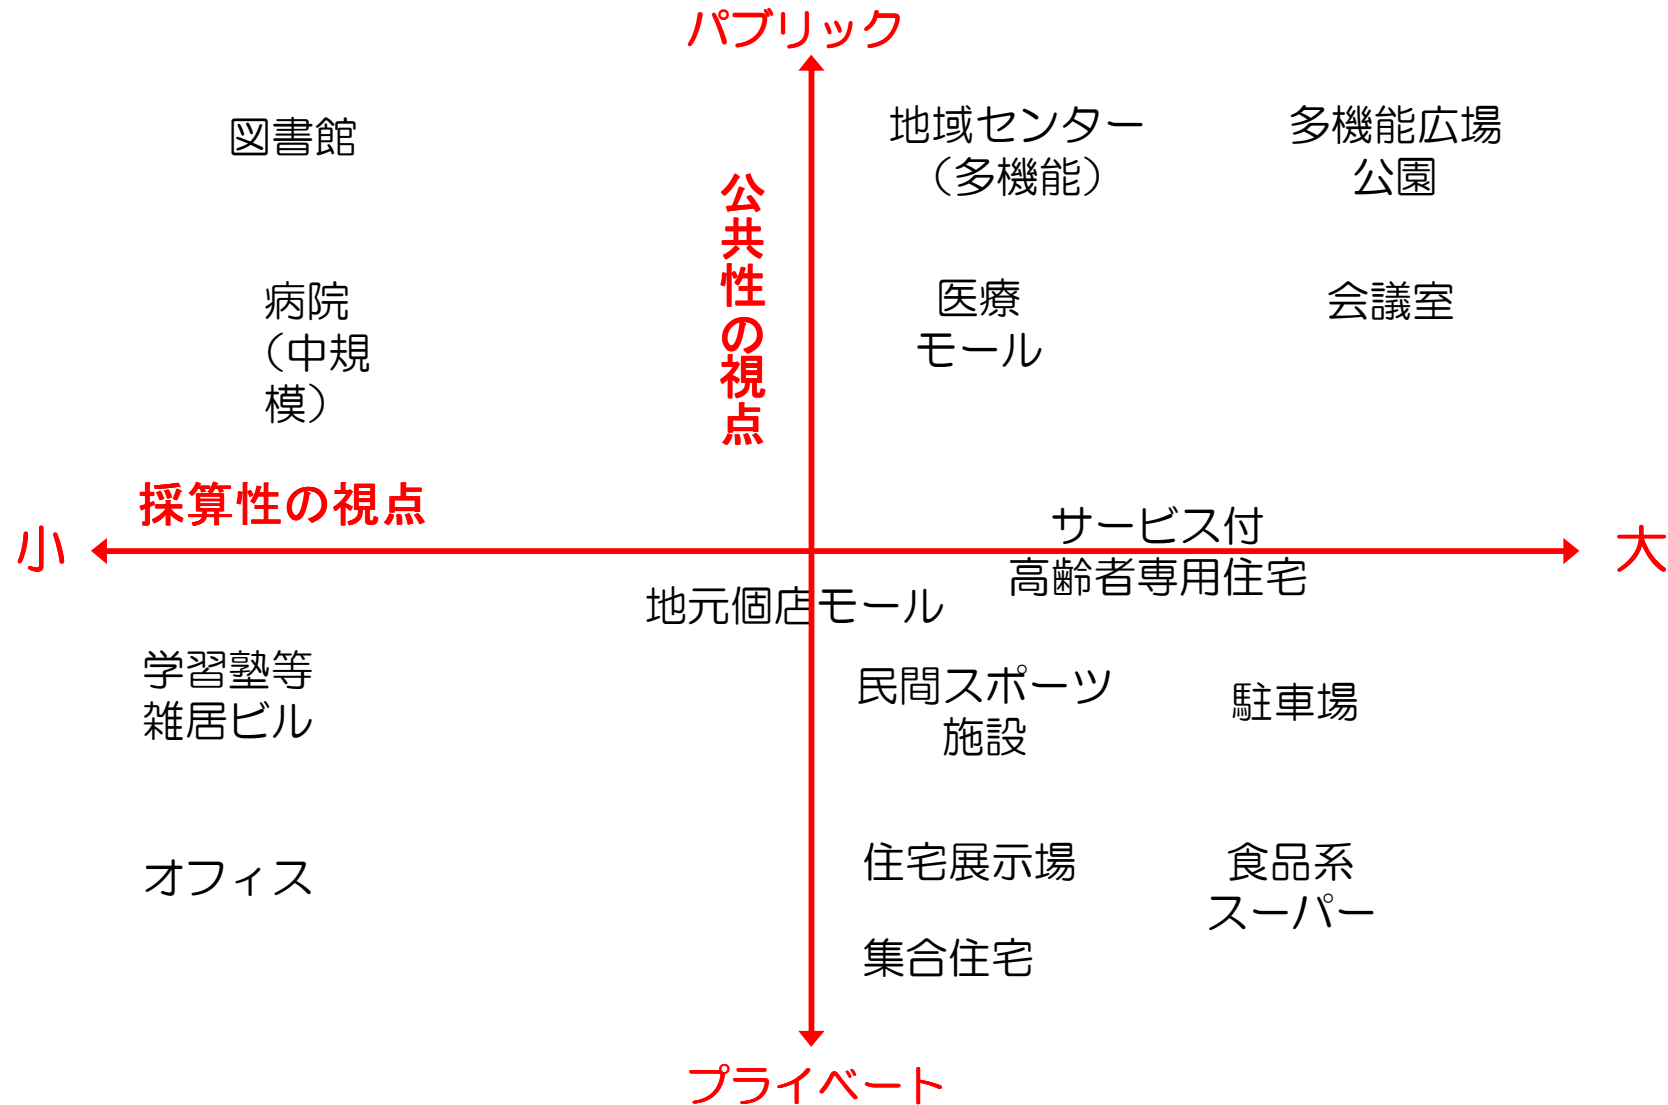 パブリック
図書館
地域センター
（多機能）
多機能広場
公園
公共性の視点
病院
（中規
模）
医療
モール
会議室
採算性の視点
小
大
サービス付
高齢者専用住宅
地元個店モール
学習塾等
雑居ビル
民間スポーツ
施設
駐車場
オフィス
住宅展示場
食品系
スーパー
集合住宅
プライベート